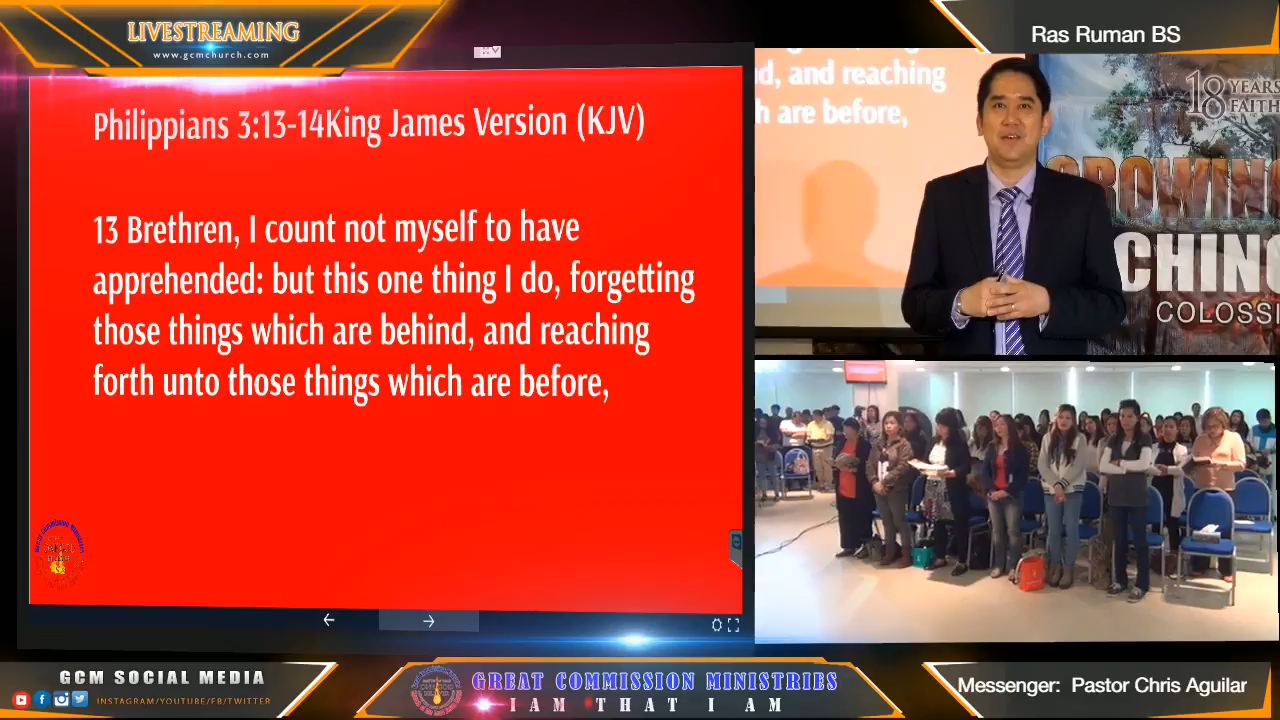 LIVESTREAMING
www.gcmchurch.com
Ras Ruman BS
Philippians 3:13-14King James Version (KJV)
13 Brethren, I count not myself to have
apprehended: but this one thing I do, forgetting
those things which are behind, and reaching
forth unto those things which are before,
d, and reaching
h are before,
18 YEARS
FAITH
GROWING
CHING
COLOSSI
GCM SOCIAL MEDIA
INSTAGRAM/YOUTUBE/FB/TWITTER
GREAT COMMISSION MINISTRIES
I AM THAT I AM
Messenger: Pastor Chris Aguilar